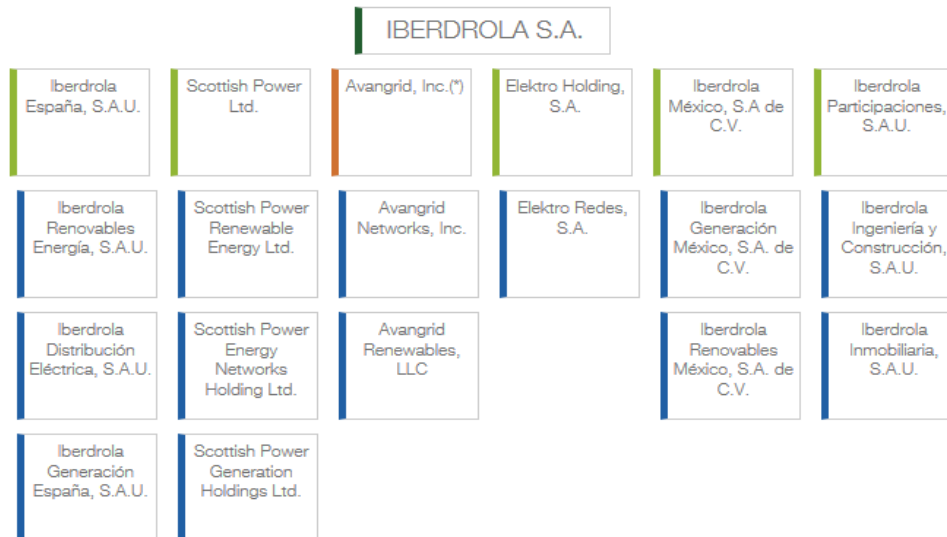 IBERDROLA S.A.
Iberdrola
España, S.A.U.
Scottish Power
Ltd.
Avangrid, Inc.(*)
Elektro Holding,
S.A.
Iberdrola
México, S.A de
C.V.
Iberdrola
Participaciones,
S.A.U.
Iberdrola
Renovables
Energía, S.A.U.
Scottish Power
Renewable
Energy Ltd.
Avangrid
Networks, Inc.
Elektro Redes,
S.A.
Iberdrola
Generación
México, S.A. de
C.V.
Iberdrola
Ingeniería y
Construcción,
S.A.U.
Iberdrola
Distribución
Eléctrica, S.A.U.
Scottish Power
Energy
Networks
Holding Ltd.
Avangrid
Renewables,
LLC
Iberdrola
Renovables
México, S.A. de
C.V.
Iberdrola
Inmobiliaria,
S.A.U.
Iberdrola
Generación
España, S.A.U.
Scottish Power
Generation
Holdings Ltd.